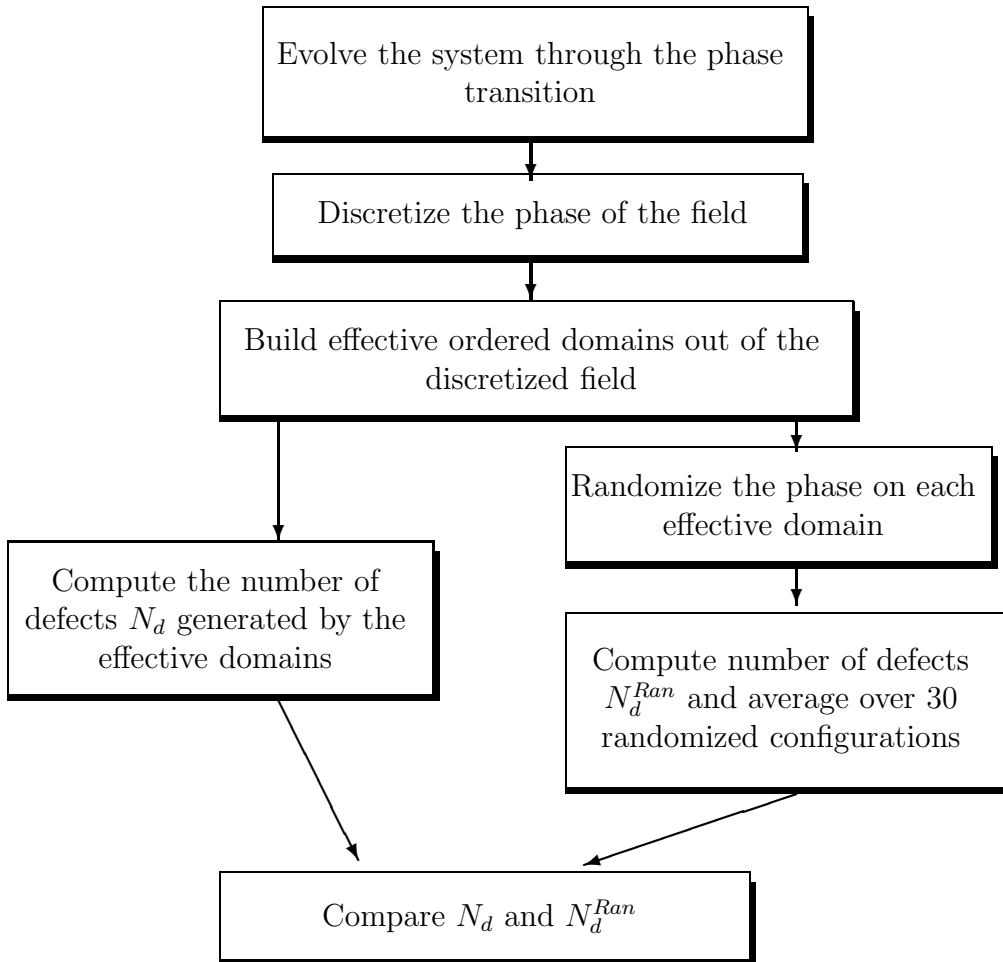 Evolve the system through the phase
transition
Discretize the phase of the field
Build effective ordered domains out of the
discretized field
Randomize the phase on each
effective domain
Compute the number of
defects $N_d$ generated by the
effective domains
Compute number of defects
$N_d^{Ran}$ and average over 30
randomized configurations
Compare $N_d$ and $N_d^{Ran}$